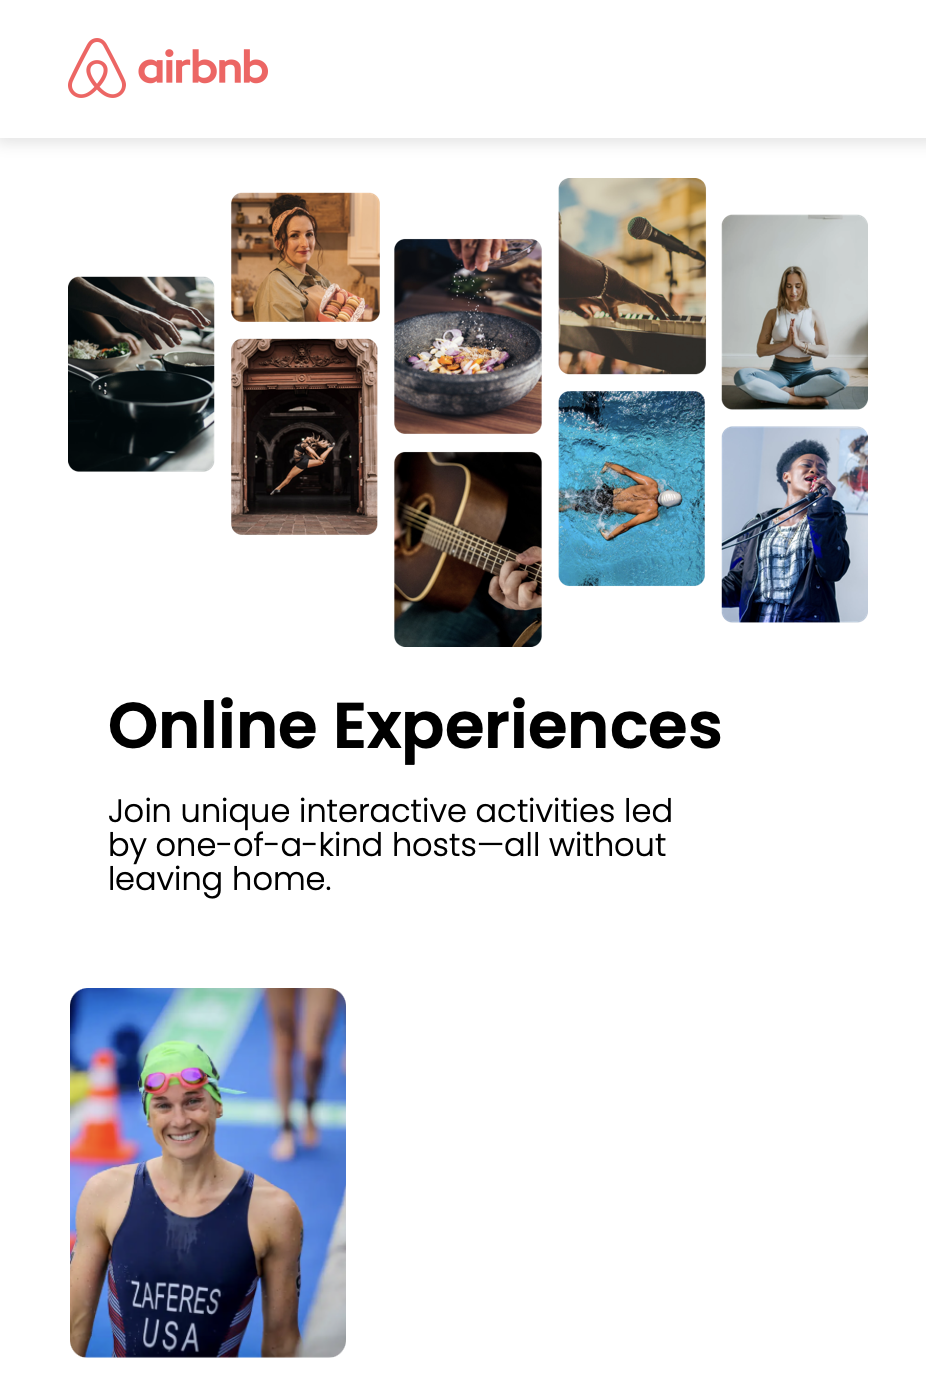 airbnb
Online Experiences
Join unique interactive activities led
by one-of-a-kind hosts—all without
leaving home.
ZAFERES
USA